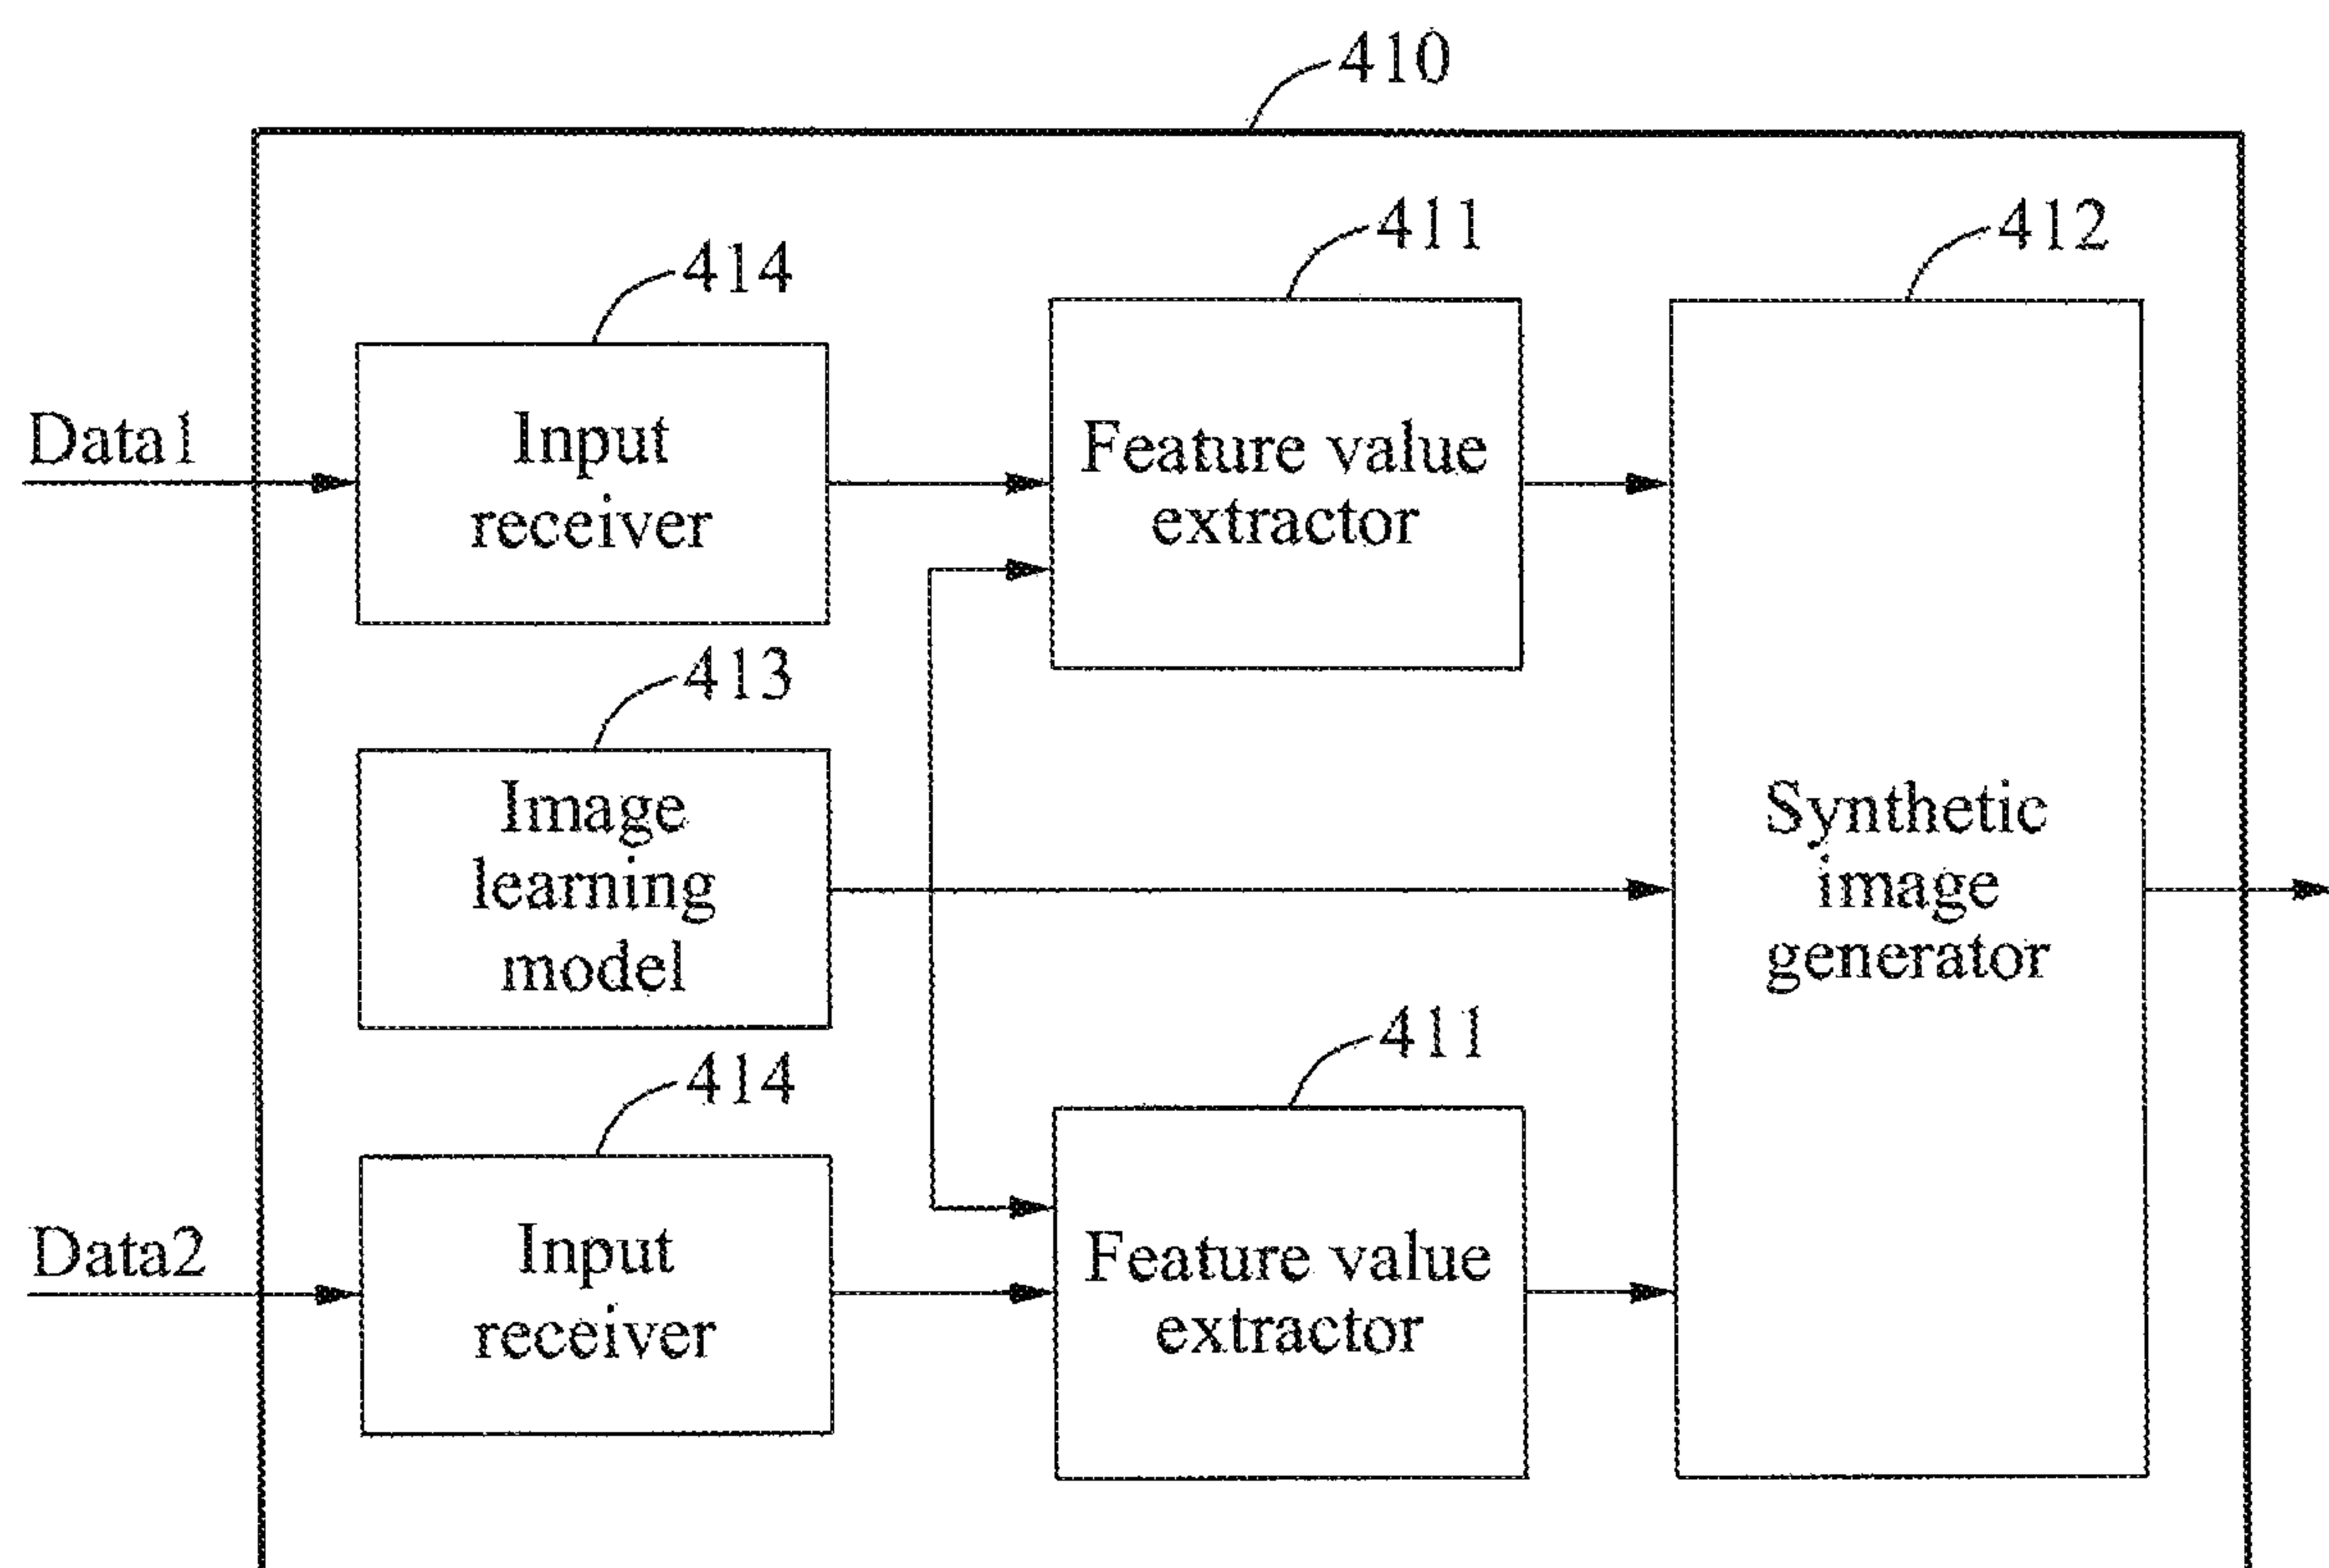 410
414
411
412
Data1
Input
receiver
Feature value
extractor
413
Image
learning
model
Synthetic
image
generator
414
411
Data2
Input
receiver
Feature value
extractor